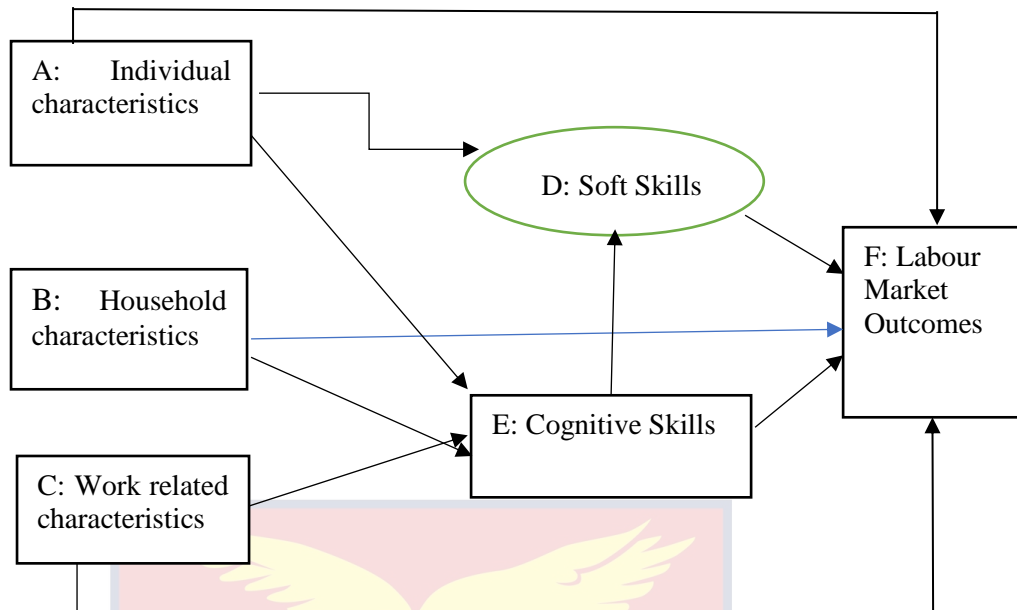 A: Individual
characteristics
D: Soft Skills
F: Labour
Market
Outcomes
B: Household
characteristics
E: Cognitive Skills
C: Work related
characteristics